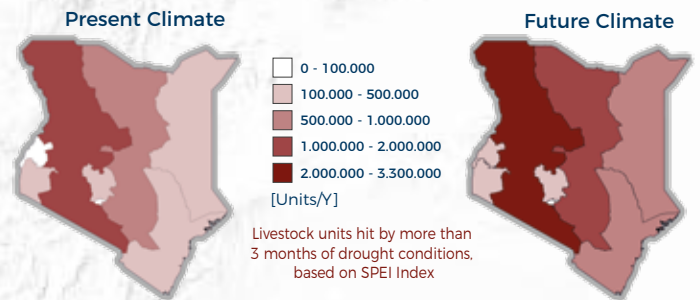 Present Climate
Future Climate
0 - 100.000
100.000 - 500.000
500.000 - 1.000.000
1.000.000 - 2.000.000
2.000.000 - 3.300.000
[Units/Y]
Livestock units hit by more than
3 months of drought conditions,
based on SPEI Index